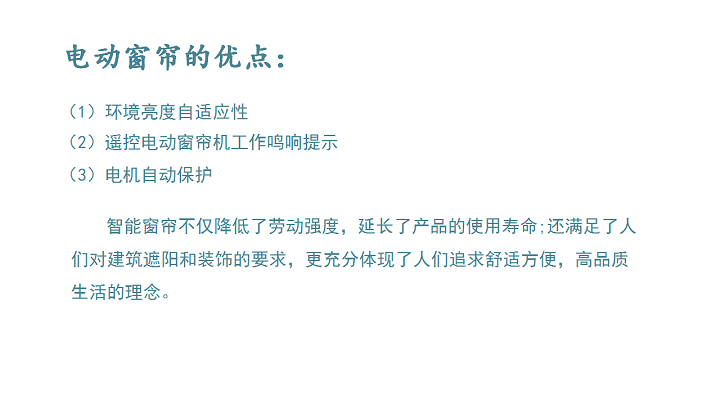 电动窗帘的优点：
（1）环境亮度自适应性
（2）遥控电动窗帘机工作鸣响提示
（3）电机自动保护
智能窗帘不仅降低了劳动强度，延长了产品的使用寿命;还满足了人
们对建筑遮阳和装饰的要求，更充分体现了人们追求舒适方便，高品质
生活的理念。